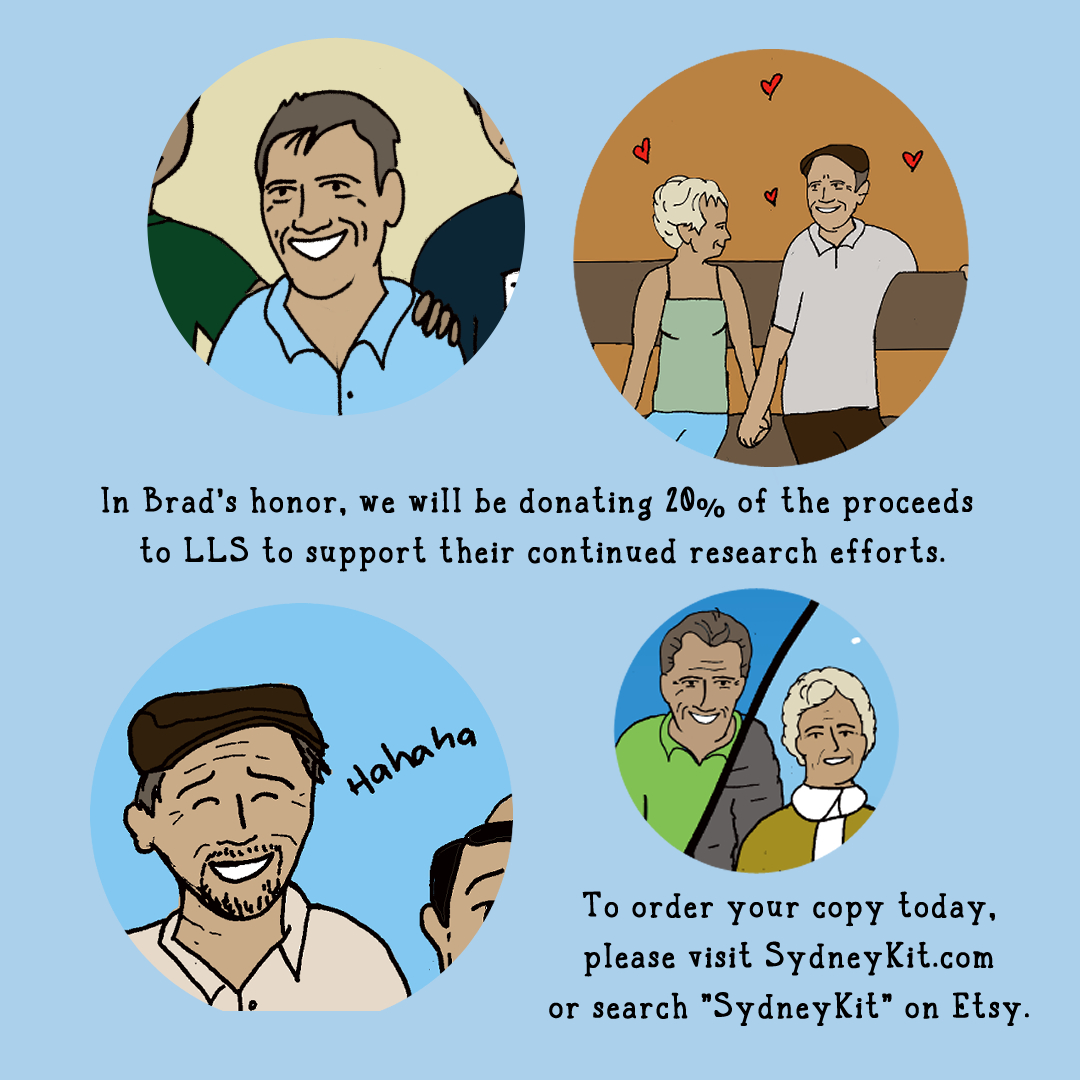 In Brad's honor, we will be donating 20% of the proceeds
to LLS to support their continued research efforts.
Hahaha
To order your copy today,
please visit SydneyKit.com
or search "SydneyKit" on Etsy.